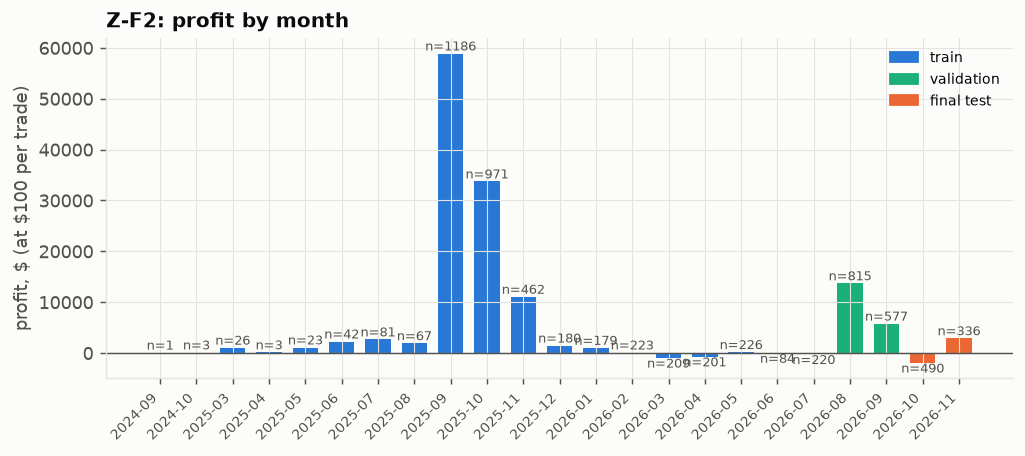 Z-F2: profit by month
profit, $ (at $100 per trade)
60000
50000
40000
30000
20000
10000
0
train
validation
final test
n=1
n=3
n=26
n=3
n=23
n=42
n=81
n=67
n=1186
n=971
n=462
n=180
n=179
n=223
n=209
n=201
n=226
n=84
n=220
n=815
n=577
n=490
n=336
2024-09
2024-10
2025-03
2025-04
2025-05
2025-06
2025-07
2025-08
2025-09
2025-10
2025-11
2025-12
2026-01
2026-02
2026-03
2026-04
2026-05
2026-06
2026-07
2026-08
2026-09
2026-10
2026-11